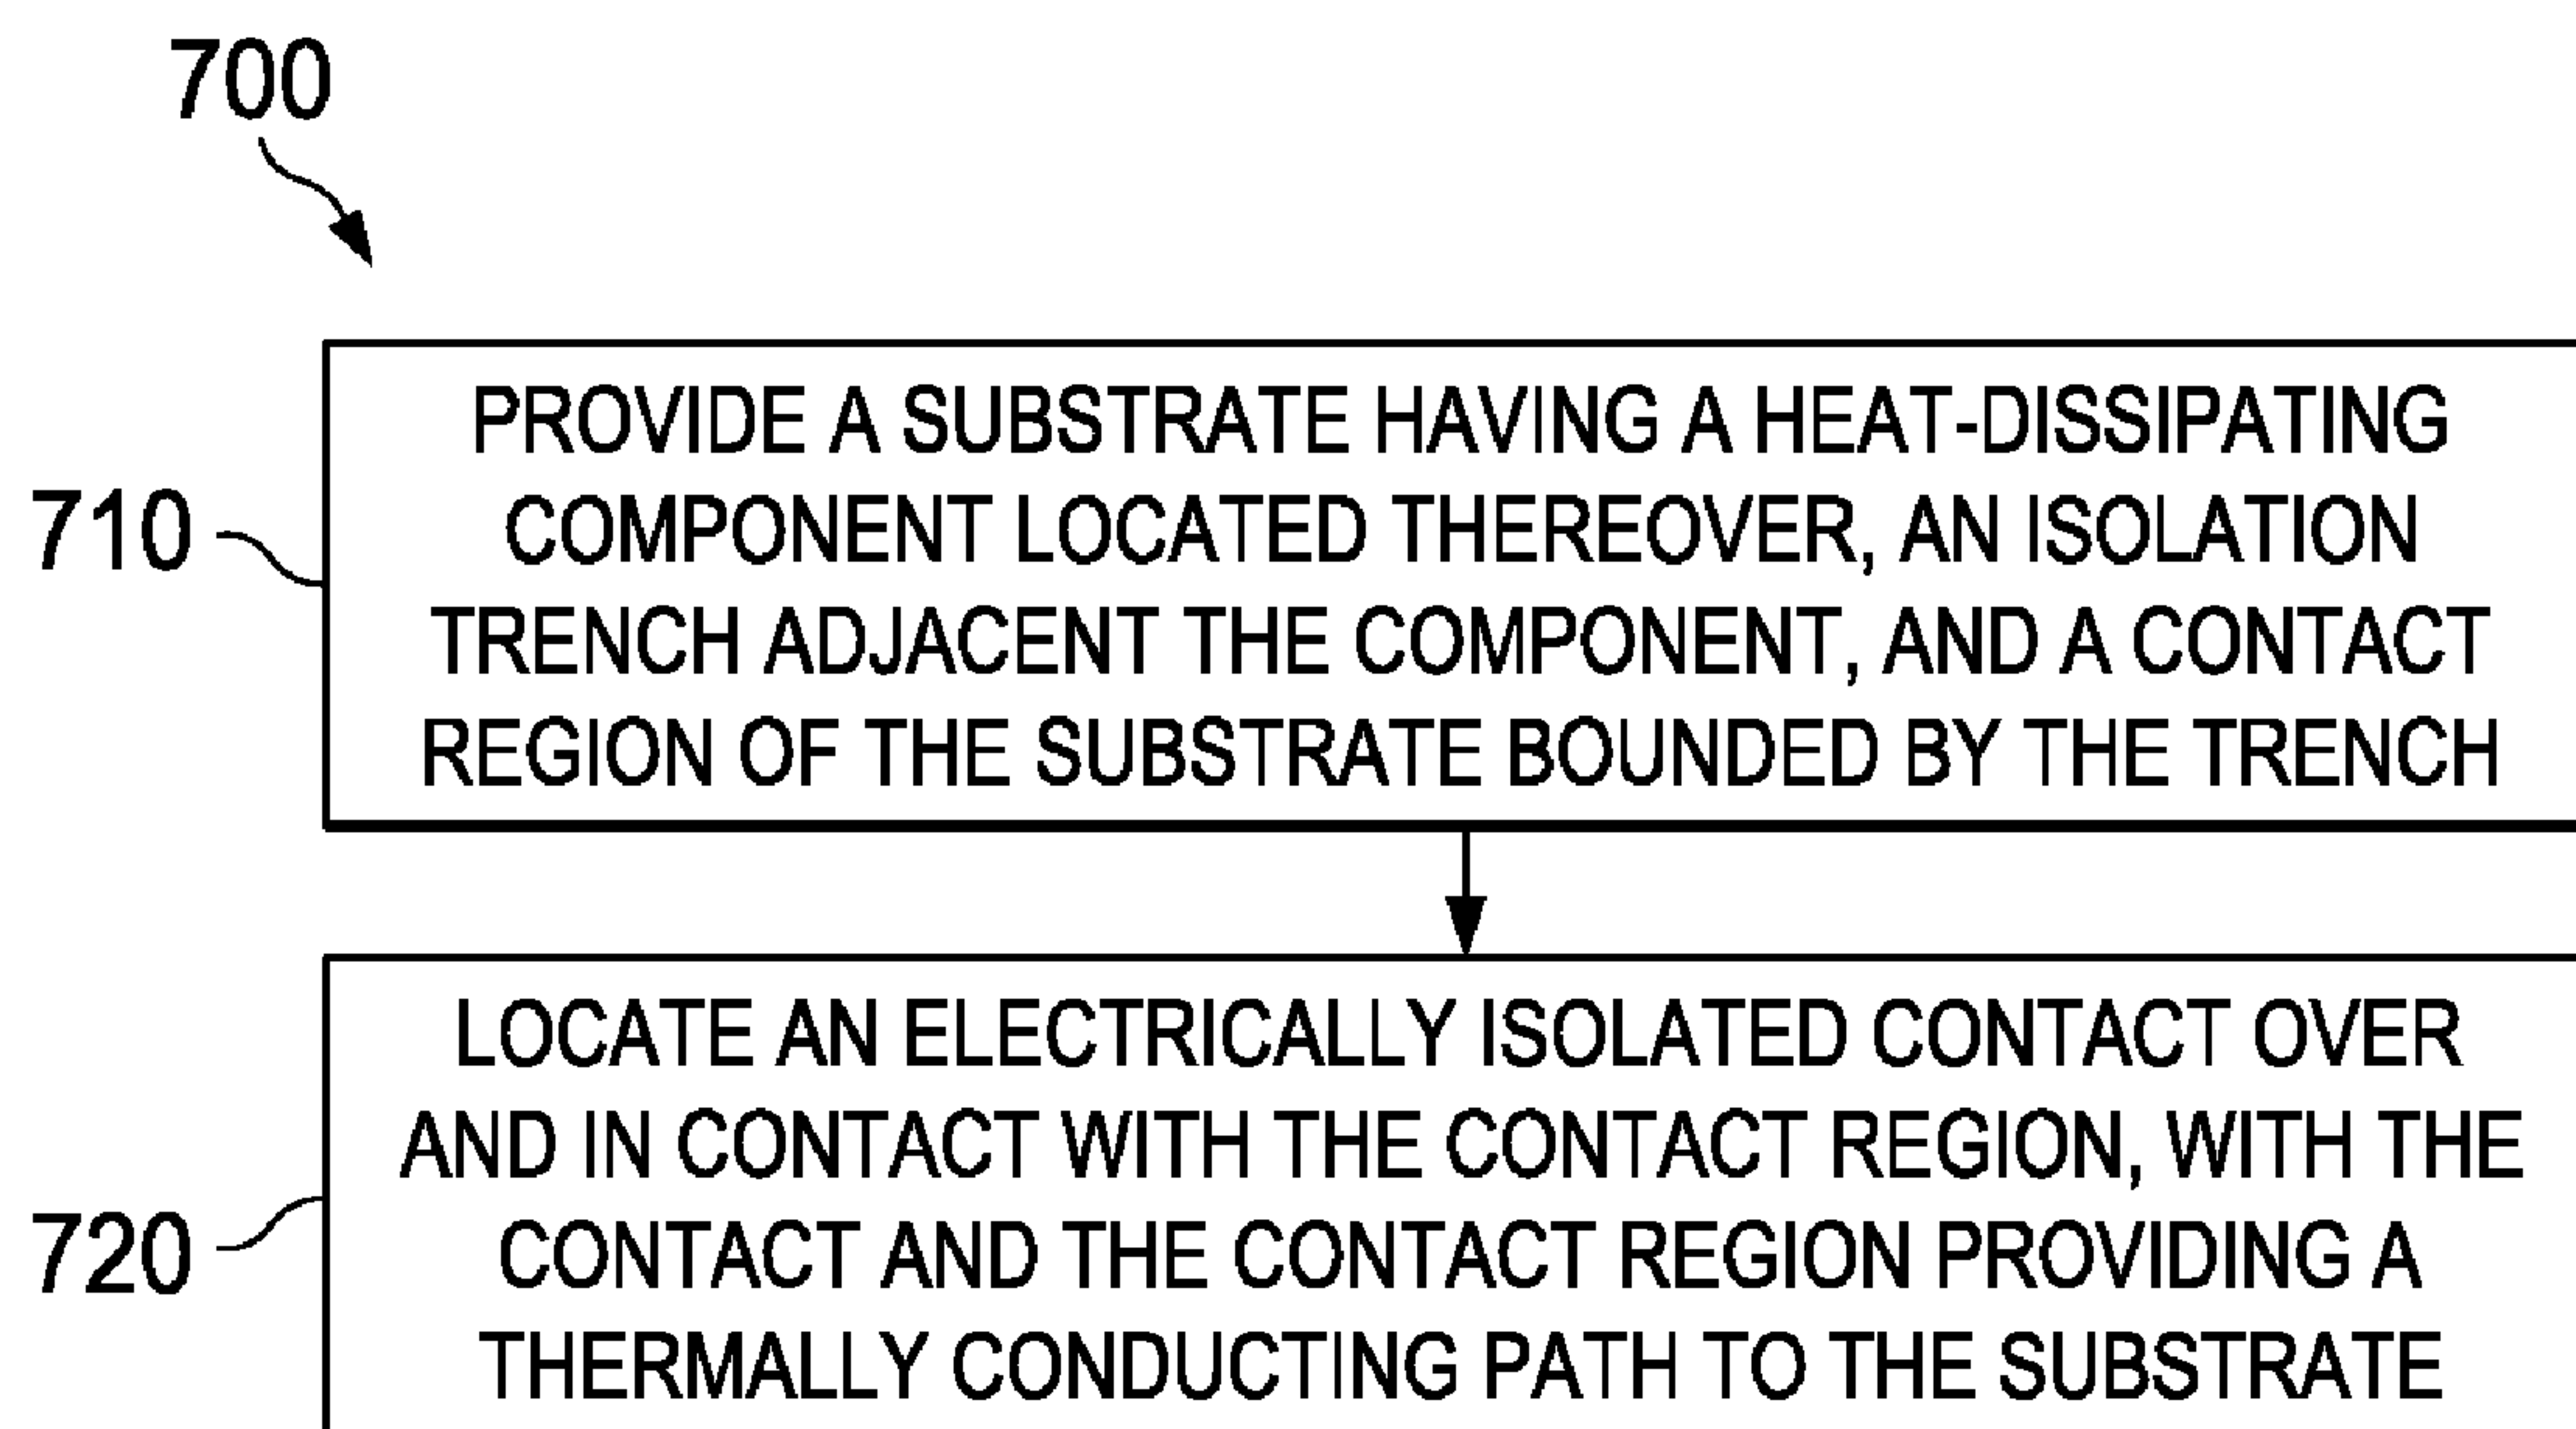 700
710
PROVIDE A SUBSTRATE HAVING A HEAT-DISSIPATING
COMPONENT LOCATED THEREOVER, AN ISOLATION
TRENCH ADJACENT THE COMPONENT, AND A CONTACT
REGION OF THE SUBSTRATE BOUNDED BY THE TRENCH
720
LOCATE AN ELECTRICALLY ISOLATED CONTACT OVER
AND IN CONTACT WITH THE CONTACT REGION, WITH THE
CONTACT AND THE CONTACT REGION PROVIDING A
THERMALLY CONDUCTING PATH TO THE SUBSTRATE